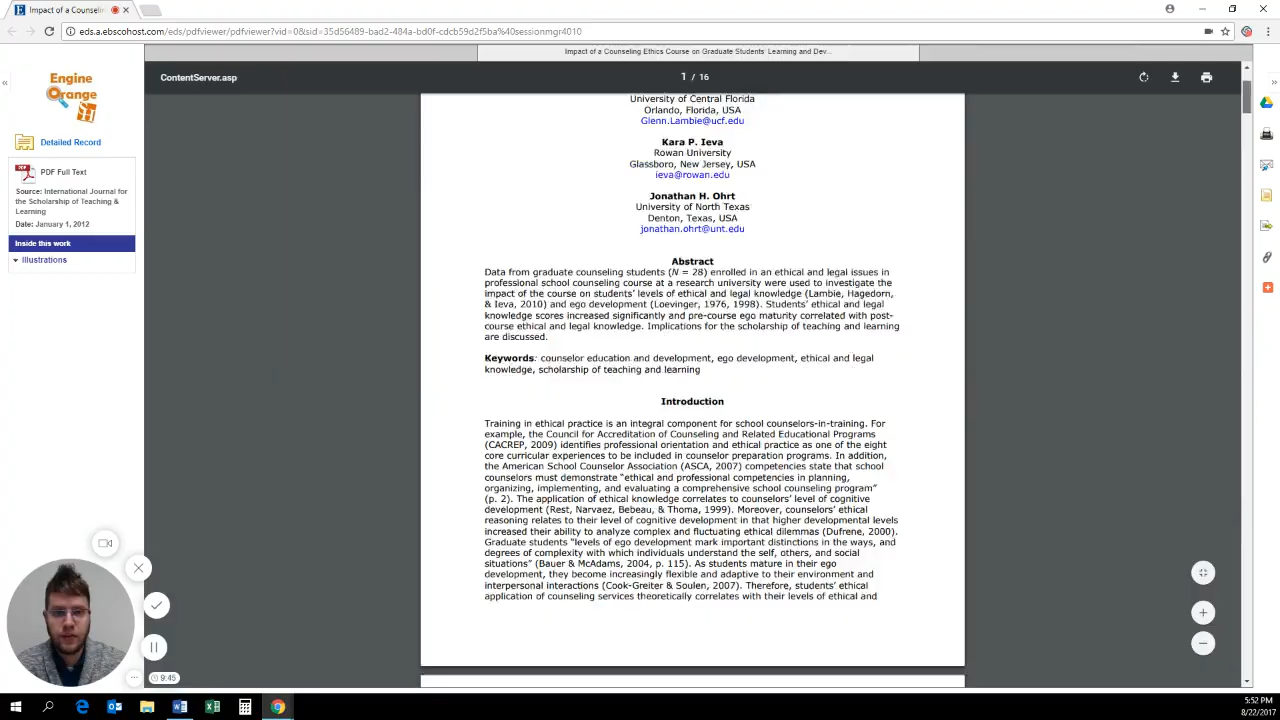 Impact of a Counselin
eds.a.ebscohost.com/eds/pdfviewer/pdfviewer?vid=0&sid=35d56489-bad2-484a-bd0f-cdcb59d2f5ba%40sessionmgr4010
Impact of a Counseling Ethics Course on Graduate Students' Learning and Dev...
ContentServer.asp
1 / 16
Engine
Orange
Detailed Record
PDF Full Text
Source: International Journal for
the Scholarship of Teaching &
Learning
Date: January 1, 2012
Inside this work
Illustrations
University of Central Florida
Orlando, Florida, USA
Glenn.Lambie@ucf.edu
Kara P. Ieva
Rowan University
Glassboro, New Jersey, USA
ieva@rowan.edu
Jonathan H. Ohrt
University of North Texas
Denton, Texas, USA
jonathan.ohrt@unt.edu
Abstract
Data from graduate counseling students (N = 28) enrolled in an ethical and legal issues in
professional school counseling course at a research university were used to investigate the
impact of the course on students' levels of ethical and legal knowledge (Lambie, Hagedorn,
& Ieva, 2010) and ego development (Loevinger, 1976, 1998). Students' ethical and legal
knowledge scores increased significantly and pre-course ego maturity correlated with post-
course ethical and legal knowledge. Implications for the scholarship of teaching and learning
are discussed.
Keywords: counselor education and development, ego development, ethical and legal
knowledge, scholarship of teaching and learning
Introduction
Training in ethical practice is an integral component for school counselors-in-training. For
example, the Council for Accreditation of Counseling and Related Educational Programs
(CACREP, 2009) identifies professional orientation and ethical practice as one of the eight
core curricular experiences to be included in counselor preparation programs. In addition,
the American School Counselor Association (ASCA, 2007) competencies state that school
counselors must demonstrate "ethical and professional competencies in planning,
organizing, implementing, and evaluating a comprehensive school counseling program"
(p. 2). The application of ethical knowledge correlates to counselors' level of cognitive
development (Rest, Narvaez, Bebeau, & Thoma, 1999). Moreover, counselors' ethical
reasoning relates to their level of cognitive development in that higher developmental levels
increased their ability to analyze complex and fluctuating ethical dilemmas (Dufrene, 2000).
Graduate students "levels of ego development mark important distinctions in the ways, and
degrees of complexity with which individuals understand the self, others, and social
situations" (Bauer & McAdams, 2004, p. 115). As students mature in their ego
development, they become increasingly flexible and adaptive to their environment and
interpersonal interactions (Cook-Greiter & Soulen, 2007). Therefore, students' ethical
application of counseling services theoretically correlates with their levels of ethical and
9:45
5:52 PM
8/22/2017